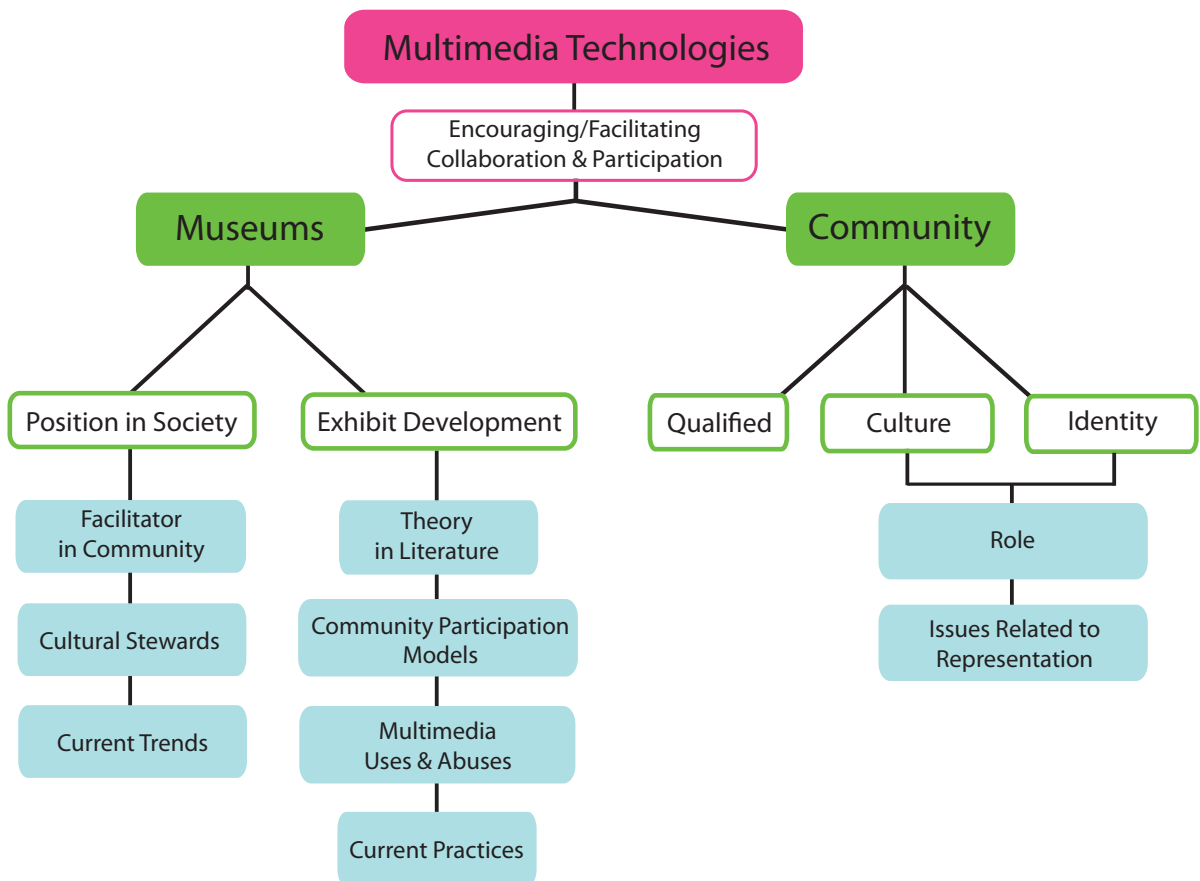 Multimedia Technologies
Encouraging/Facilitating
Collaboration & Participation
Museums
Community
Position in Society
Exhibit Development
Qualified
Culture
Identity
Facilitator
in Community
Theory
in Literature
Role
Cultural Stewards
Community Participation
Models
Issues Related to
Representation
Current Trends
Multimedia
Uses & Abuses
Current Practices